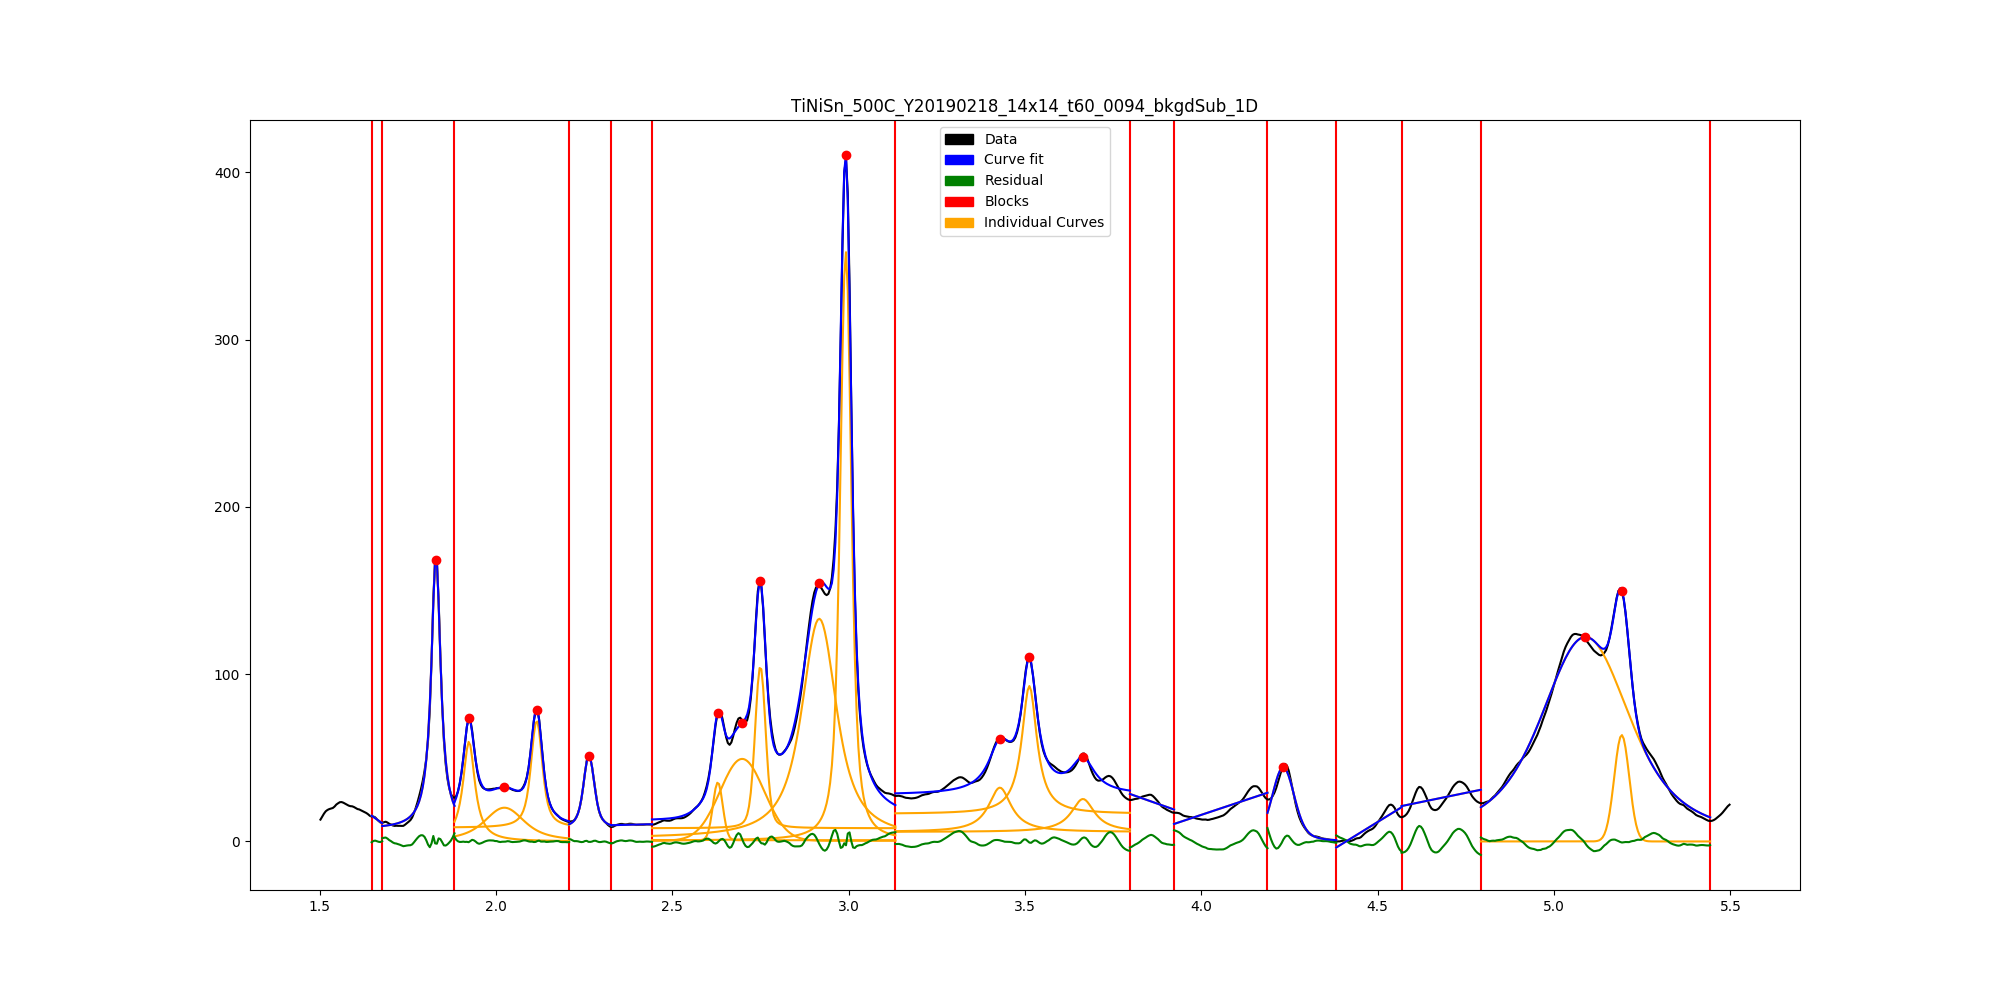 TiNiSn_500C_Y20190218_14x14_t60_0094_bkgdSub_1D
Data
Curve fit
Residual
Blocks
Individual Curves
400
300
200
100
0
1.5 2.0 2.5 3.0 3.5 4.0 4.5 5.0 5.5